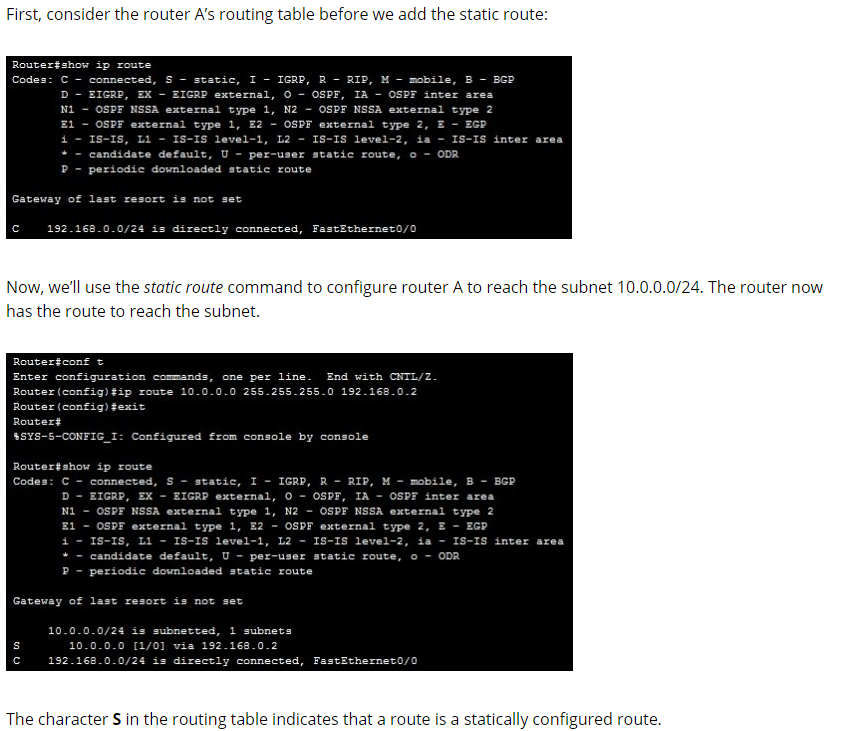 First, consider the router A’s routing table before we add the static route:
Router#show ip route
Codes: C - connected, S - static, I - IGRP, R - RIP, M - mobile, B - BGP
D - EIGRP, EX - EIGRP external, O - OSPF, IA - OSPF inter area
N1 - OSPF NSSA external type 1, N2 - OSPF NSSA external type 2
E1 - OSPF external type 1, E2 - OSPF external type 2, E - EGP
i - IS-IS, L1 - IS-IS level-1, L2 - IS-IS level-2, ia - IS-IS inter area
* - candidate default, U - per-user static route, o - ODR
P - periodic downloaded static route
Gateway of last resort is not set
C 192.168.0.0/24 is directly connected, FastEthernet0/0
Now, we’ll use the static route command to configure router A to reach the subnet 10.0.0.0/24. The router now
has the route to reach the subnet.
Router#conf t
Enter configuration commands, one per line. End with CNTL/Z.
Router(config)#ip route 10.0.0.0 255.255.255.0 192.168.0.2
Router(config)#exit
Router#
%SYS-5-CONFIG_I: Configured from console by console
Router#show ip route
Codes: C - connected, S - static, I - IGRP, R - RIP, M - mobile, B - BGP
D - EIGRP, EX - EIGRP external, O - OSPF, IA - OSPF inter area
N1 - OSPF NSSA external type 1, N2 - OSPF NSSA external type 2
E1 - OSPF external type 1, E2 - OSPF external type 2, E - EGP
i - IS-IS, L1 - IS-IS level-1, L2 - IS-IS level-2, ia - IS-IS inter area
* - candidate default, U - per-user static route, o - ODR
P - periodic downloaded static route
Gateway of last resort is not set
10.0.0.0/24 is subnetted, 1 subnets
S 10.0.0.0 [1/0] via 192.168.0.2
C 192.168.0.0/24 is directly connected, FastEthernet0/0
The character S in the routing table indicates that a route is a statically configured route.